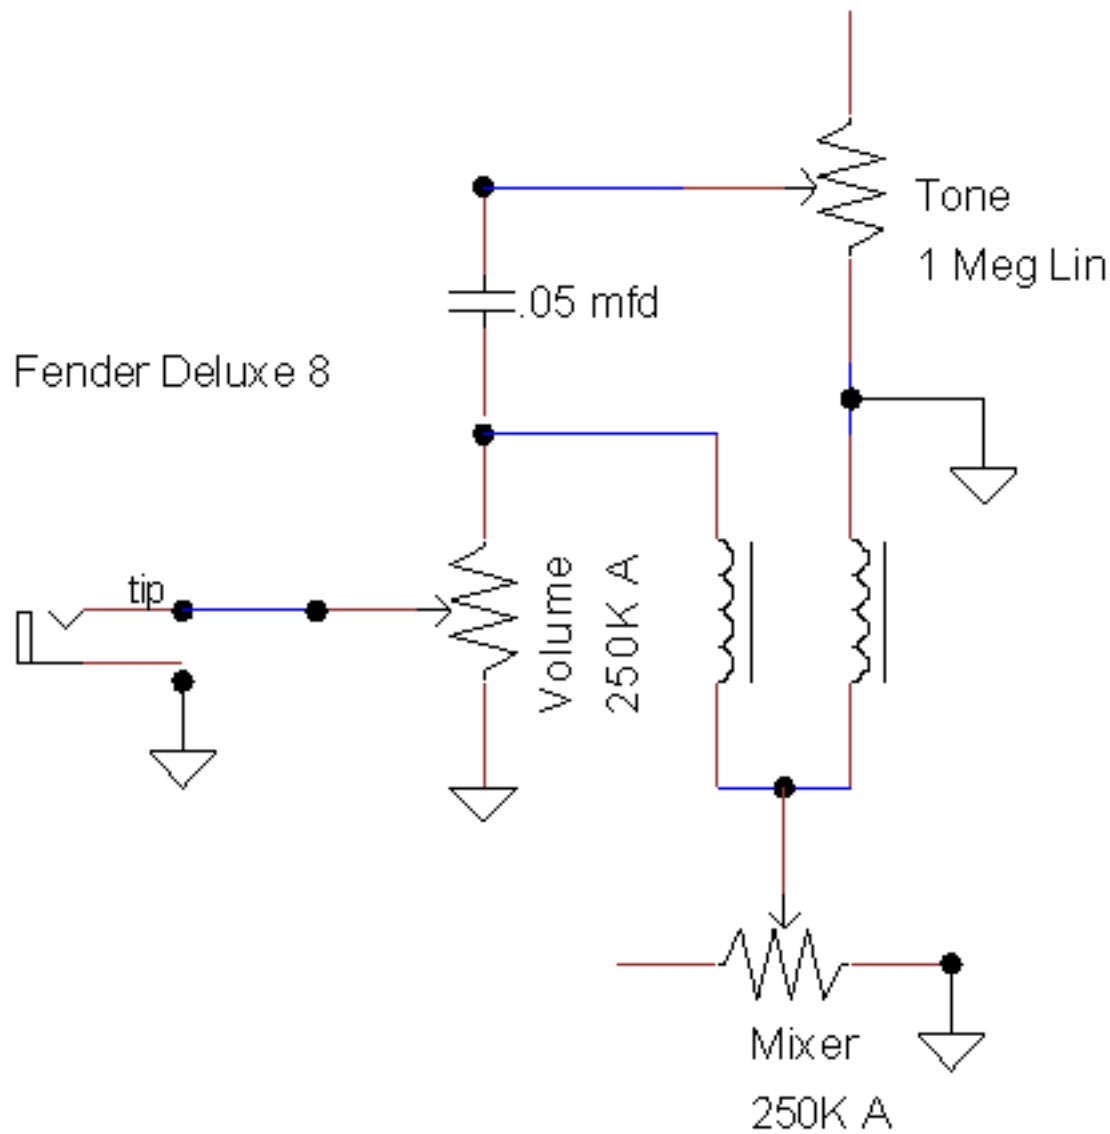 Tone
1 Meg Lin
.05 mfd
Fender Deluxe 8
tip
Volume
250K A
Mixer
250K A